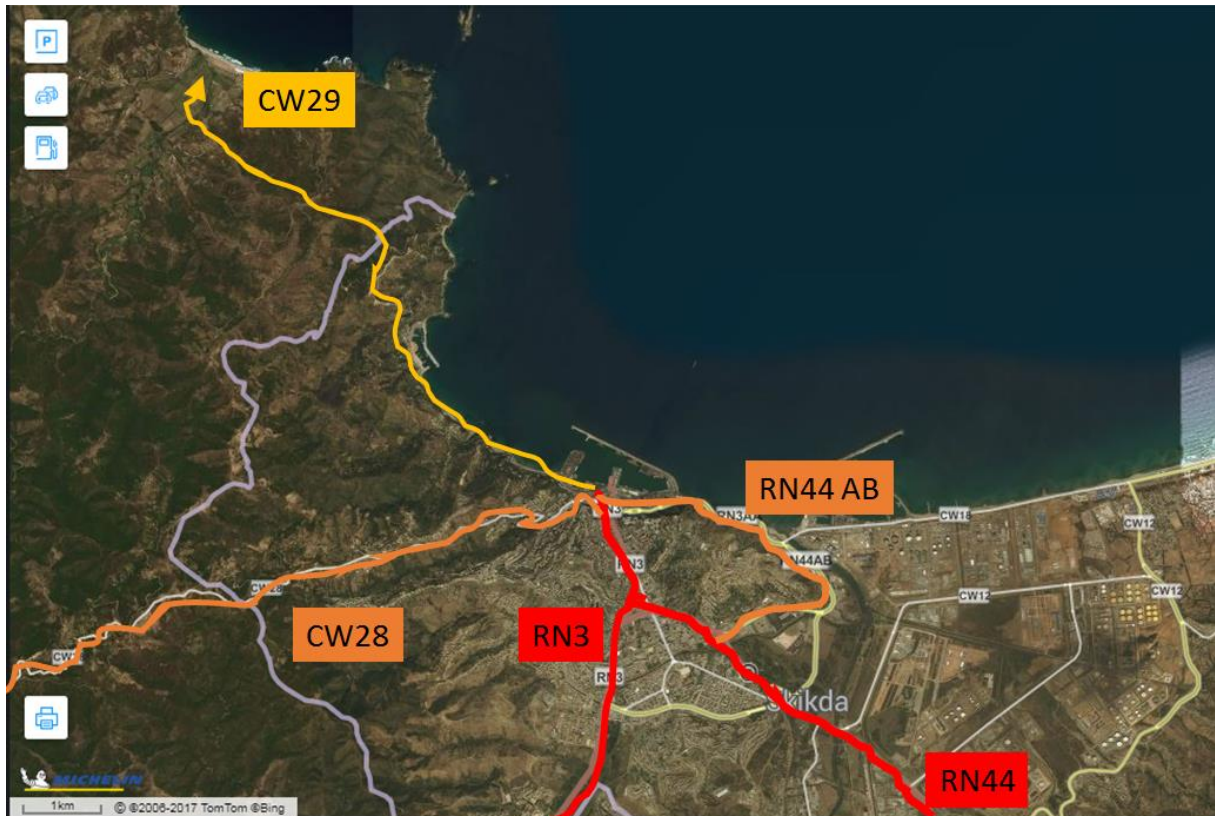 P
CW29
RN44 AB
RN3
RN3A
CW18
CW12
RN44AB
RN3
CW12
CW12
CW28
CW28
RN3
CW
RN3
Skikda
RN44
MICHELIN
1km
© ©2006-2017 TomTom ©Bing